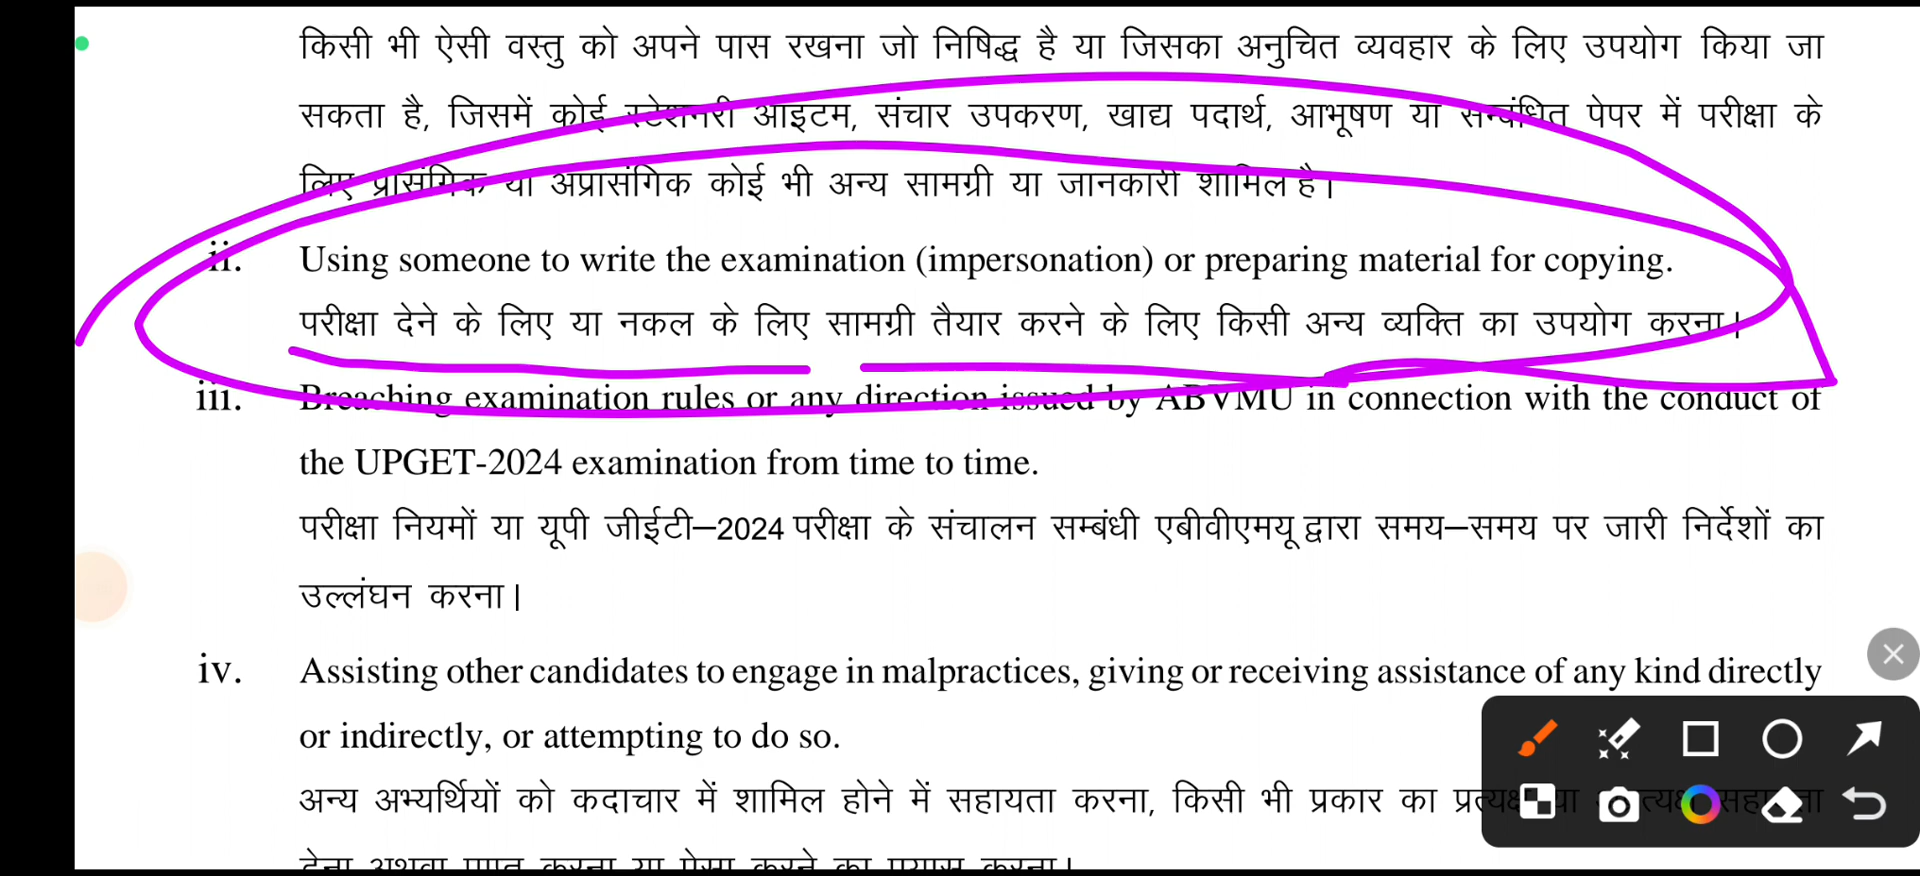 किसी भी ऐसी वस्तु को अपने पास रखना जो निषिद्ध है या जिसका अनुचित व्यवहार के लिए उपयोग किया जा
सकता है, जिसमें कोई स्टेशनरी आइटम, संचार उपकरण, खाद्य पदार्थ, आभूषण या सम्बंधित पेपर में परीक्षा के
लिए प्रासंगिक या अप्रासंगिक कोई भी अन्य सामग्री या जानकारी शामिल है।
ii. Using someone to write the examination (impersonation) or preparing material for copying.
परीक्षा देने के लिए या नकल के लिए सामग्री तैयार करने के लिए किसी अन्य व्यक्ति का उपयोग करना।
iii. Breaching examination rules or any direction issued by ABVMU in connection with the conduct of
the UPGET-2024 examination from time to time.
परीक्षा नियमों या यूपी जीईटी–2024 परीक्षा के संचालन सम्बंधी एबीवीएमयू द्वारा समय–समय पर जारी निर्देशों का
उल्लंघन करना।
iv. Assisting other candidates to engage in malpractices, giving or receiving assistance of any kind directly
or indirectly, or attempting to do so.
अन्य अभ्यर्थियों को कदाचार में शामिल होने में सहायता करना, किसी भी प्रकार का